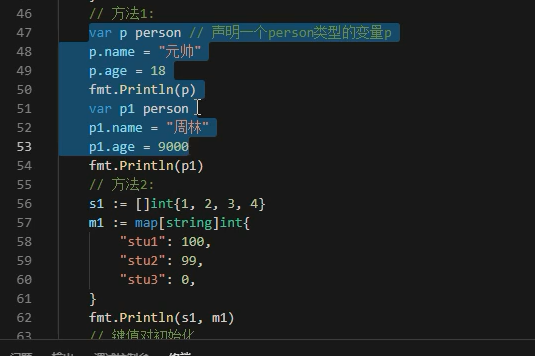 46
// 方法1:
47 var p person // 声明一个person类型的变量p
48 p.name = "元帅"
49 p.age = 18
50 fmt.Println(p)
51 var p1 person
52 p1.name = "周林"
53 p1.age = 9000
54 fmt.Println(p1)
55 // 方法2:
56 s1 := []int{1, 2, 3, 4}
57 m1 := map[string]int{
58 "stu1": 100,
59 "stu2": 99,
60 "stu3": 0,
61 }
62 fmt.Println(s1, m1)
63 // 键值对初始化